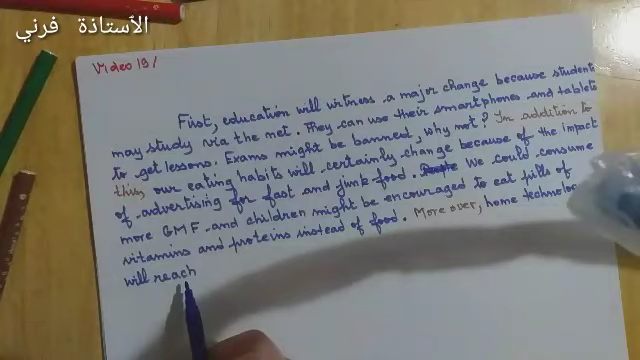 الأستاذة فرني
Video 19/
First, education will witness a major change because students
may study via the net. They can use their smartphones and tablets
to get lessons. Exams might be banned, why not? In addition to
this, our eating habits will certainly change because of the impact
of advertising for fast and junk food. We could consume
more GMF and children might be encouraged to eat pills of
vitamins and proteins instead of food. More over, home technolo
will reach